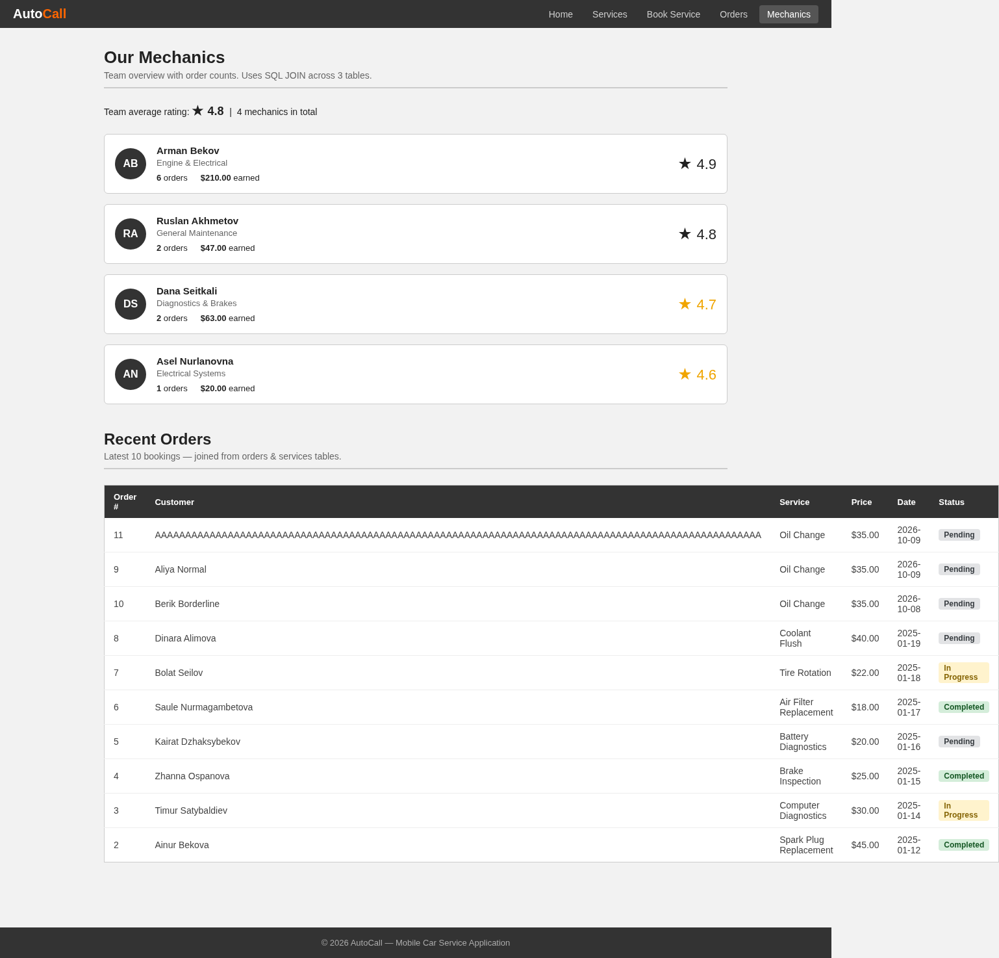 AutoCall
Home Services Book Service Orders Mechanics
Our Mechanics
Team overview with order counts. Uses SQL JOIN across 3 tables.
Team average rating: ★ 4.8 | 4 mechanics in total
AB
Arman Bekov
Engine & Electrical
6 orders $210.00 earned
★ 4.9
RA
Ruslan Akhmetov
General Maintenance
2 orders $47.00 earned
★ 4.8
DS
Dana Seitkali
Diagnostics & Brakes
2 orders $63.00 earned
★ 4.7
AN
Asel Nurlanovna
Electrical Systems
1 orders $20.00 earned
★ 4.6
Recent Orders
Latest 10 bookings — joined from orders & services tables.
Order # Customer Service Price Date Status
11 AAAAAAAAAAAAAAAAAAAAAAAAAAAAAAAAAAAAAAAAAAAAAAAAAAAAAAAAAAAAAAAAAAAAAAAAAAAAAAAAAAAAAAAAAAAAAAAAAAAA Oil Change $35.00 2026-10-09 Pending
9 Aliya Normal Oil Change $35.00 2026-10-09 Pending
10 Berik Borderline Oil Change $35.00 2026-10-08 Pending
8 Dinara Alimova Coolant Flush $40.00 2025-01-19 Pending
7 Bolat Seilov Tire Rotation $22.00 2025-01-18 In Progress
6 Saule Nurmagambetova Air Filter Replacement $18.00 2025-01-17 Completed
5 Kairat Dzhaksybekov Battery Diagnostics $20.00 2025-01-16 Pending
4 Zhanna Ospanova Brake Inspection $25.00 2025-01-15 Completed
3 Timur Satybaldiev Computer Diagnostics $30.00 2025-01-14 In Progress
2 Ainur Bekova Spark Plug Replacement $45.00 2025-01-12 Completed
© 2026 AutoCall — Mobile Car Service Application